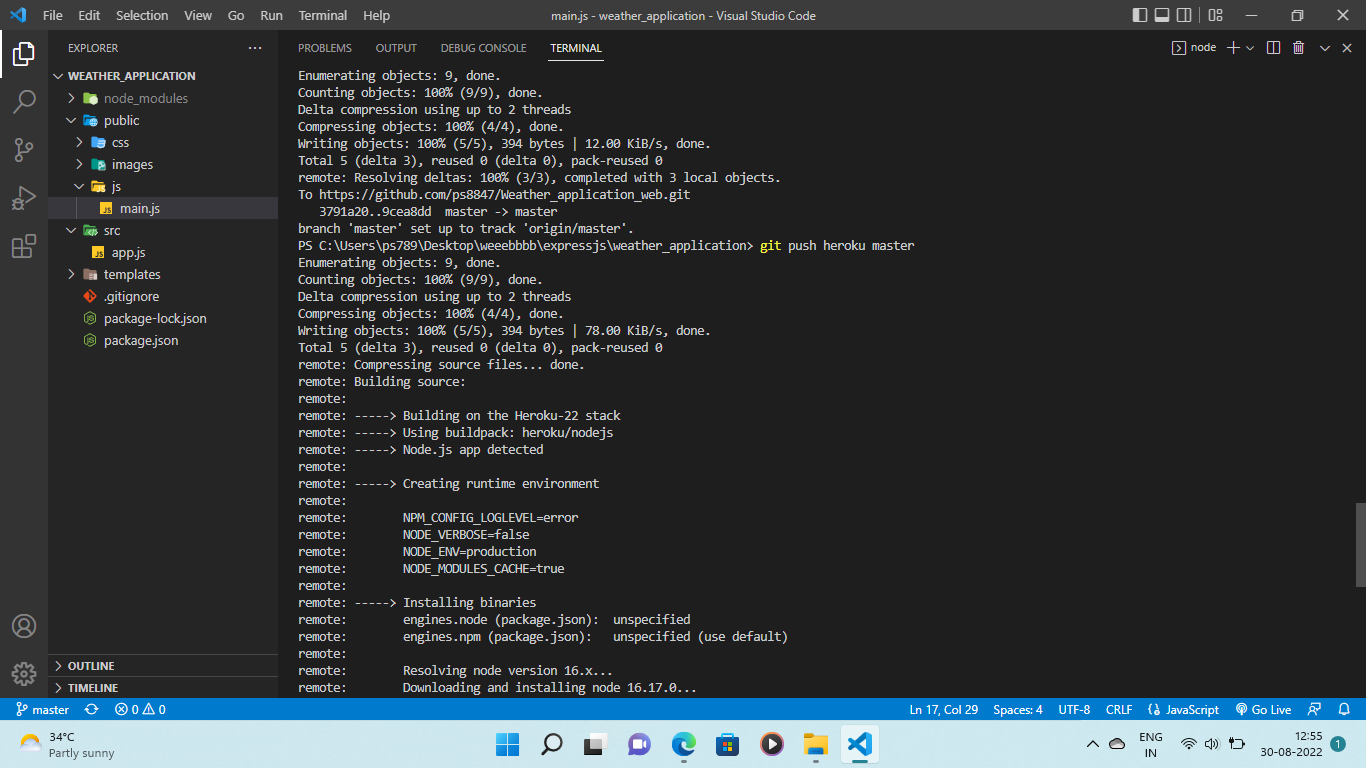 File Edit Selection View Go Run Terminal Help
main.js - weather_application - Visual Studio Code
EXPLORER
WEATHER_APPLICATION
node_modules
public
css
images
js
JS main.js
src
JS app.js
templates
.gitignore
package-lock.json
package.json
OUTLINE
TIMELINE
PROBLEMS OUTPUT DEBUG CONSOLE TERMINAL
node
Enumerating objects: 9, done.
Counting objects: 100% (9/9), done.
Delta compression using up to 2 threads
Compressing objects: 100% (4/4), done.
Writing objects: 100% (5/5), 394 bytes | 12.00 KiB/s, done.
Total 5 (delta 3), reused 0 (delta 0), pack-reused 0
remote: Resolving deltas: 100% (3/3), completed with 3 local objects.
To https://github.com/ps8847/Weather_application_web.git
   3791a20..9cea8dd  master -> master
branch 'master' set up to track 'origin/master'.
PS C:\Users\ps789\Desktop\weeebbbb\expressjs\weather_application> git push heroku master
Enumerating objects: 9, done.
Counting objects: 100% (9/9), done.
Delta compression using up to 2 threads
Compressing objects: 100% (4/4), done.
Writing objects: 100% (5/5), 394 bytes | 78.00 KiB/s, done.
Total 5 (delta 3), reused 0 (delta 0), pack-reused 0
remote: Compressing source files... done.
remote: Building source:
remote:
remote: -----> Building on the Heroku-22 stack
remote: -----> Using buildpack: heroku/nodejs
remote: -----> Node.js app detected
remote:
remote: -----> Creating runtime environment
remote:
remote:        NPM_CONFIG_LOGLEVEL=error
remote:        NODE_VERBOSE=false
remote:        NODE_ENV=production
remote:        NODE_MODULES_CACHE=true
remote:
remote: -----> Installing binaries
remote:        engines.node (package.json):  unspecified
remote:        engines.npm (package.json):   unspecified (use default)
remote:
remote:        Resolving node version 16.x...
remote:        Downloading and installing node 16.17.0...
master 0 0 Ln 17, Col 29 Spaces: 4 UTF-8 CRLF JavaScript Go Live
34°C
Partly sunny
ENG
IN
12:55
30-08-2022
1